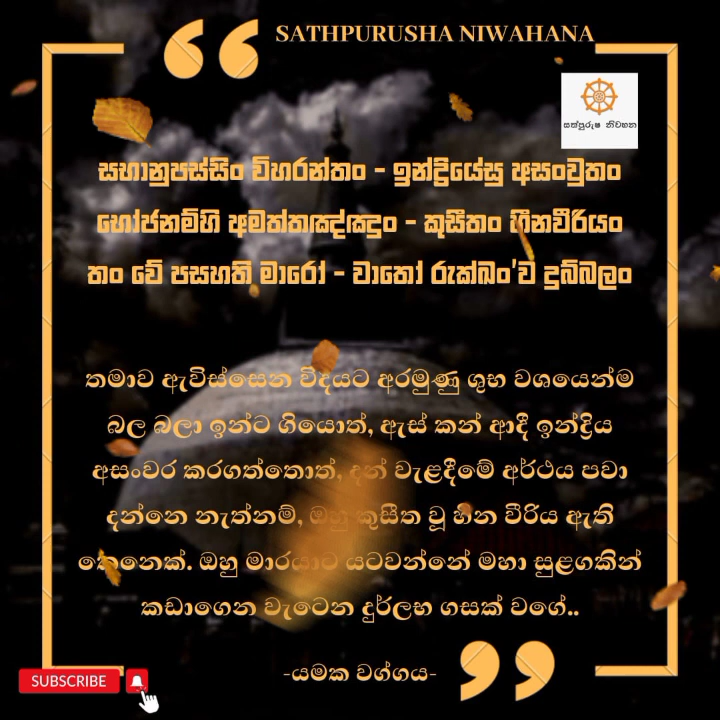 SATHPURUSHA NIWAHANA
සත්පුරුෂ නිවහන
සුභානුපස්සිං විහරන්තං - ඉන්ද්‍රියේසු අසංවුතං
භෝජනම්හි අමත්තඤ්ඤුං - කුසීතං හීනවීරියං
තං වේ පසහති මාරෝ - වාතෝ රුක්ඛං'ව දුබ්බලං
තමාව ඇවිස්සෙන විදයට අරමුණු ශුභ වශයෙන්ම
බල බලා ඉන්ට ගියොත්, ඇස් කන් ආදී ඉන්ද්‍රිය
අසංවර කරගත්තොත්, දන් වැළදීමේ අර්ථය පවා
දන්නෙ නැත්නම්, ඔහු කුසීත වූ හීන වීරිය ඇති
කෙනෙක්. ඔහු මාරයාට යටවන්නේ මහා සුළගකින්
කඩාගෙන වැටෙන දුර්ලභ ගසක් වගේ..
-යමක වග්ගය-
SUBSCRIBE